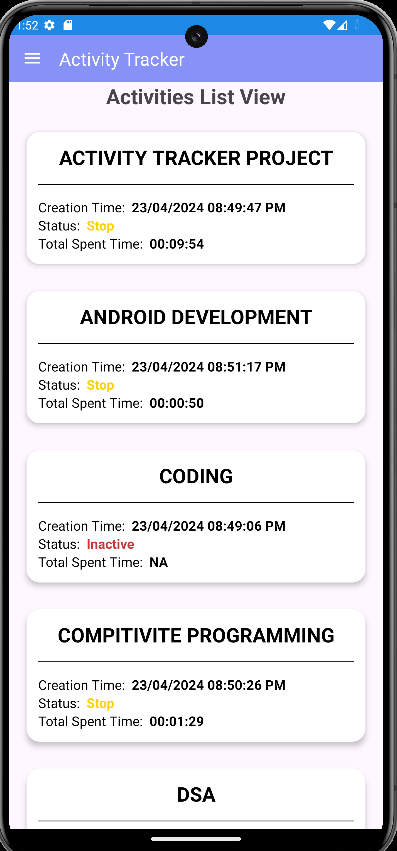 1:52
Activity Tracker
Activities List View
ACTIVITY TRACKER PROJECT
Creation Time: 23/04/2024 08:49:47 PM
Status: Stop
Total Spent Time: 00:09:54
ANDROID DEVELOPMENT
Creation Time: 23/04/2024 08:51:17 PM
Status: Stop
Total Spent Time: 00:00:50
CODING
Creation Time: 23/04/2024 08:49:06 PM
Status: Inactive
Total Spent Time: NA
COMPITIVITE PROGRAMMING
Creation Time: 23/04/2024 08:50:26 PM
Status: Stop
Total Spent Time: 00:01:29
DSA